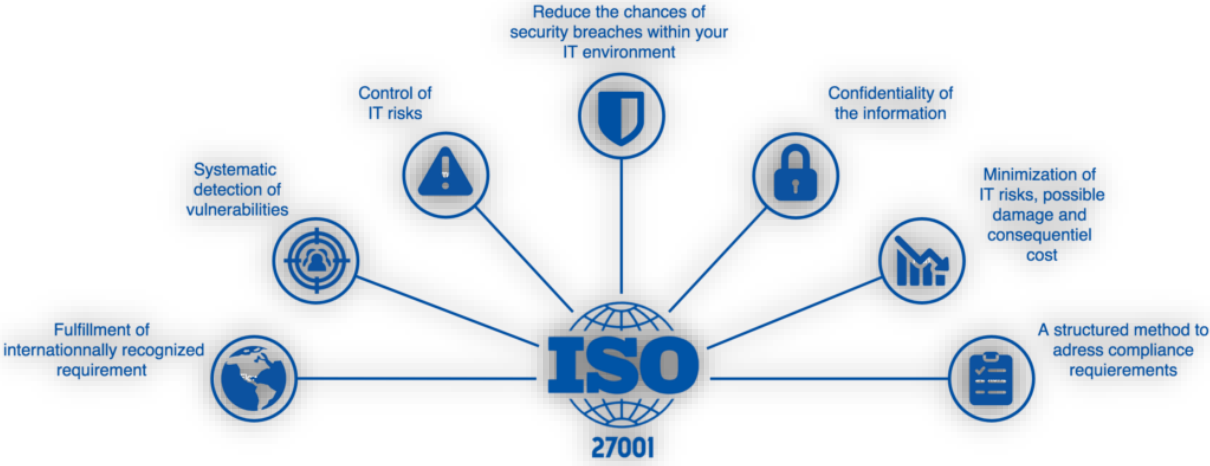 Reduce the chances of
security breaches within your
IT environment
Control of
IT risks
Confidentiality of
the information
Systematic
detection of
vulnerabilities
Minimization of
IT risks, possible
damage and
consequentiel
cost
Fulfillment of
internationnally recognized
requirement
A structured method to
adress compliance
requierements
ISO
27001